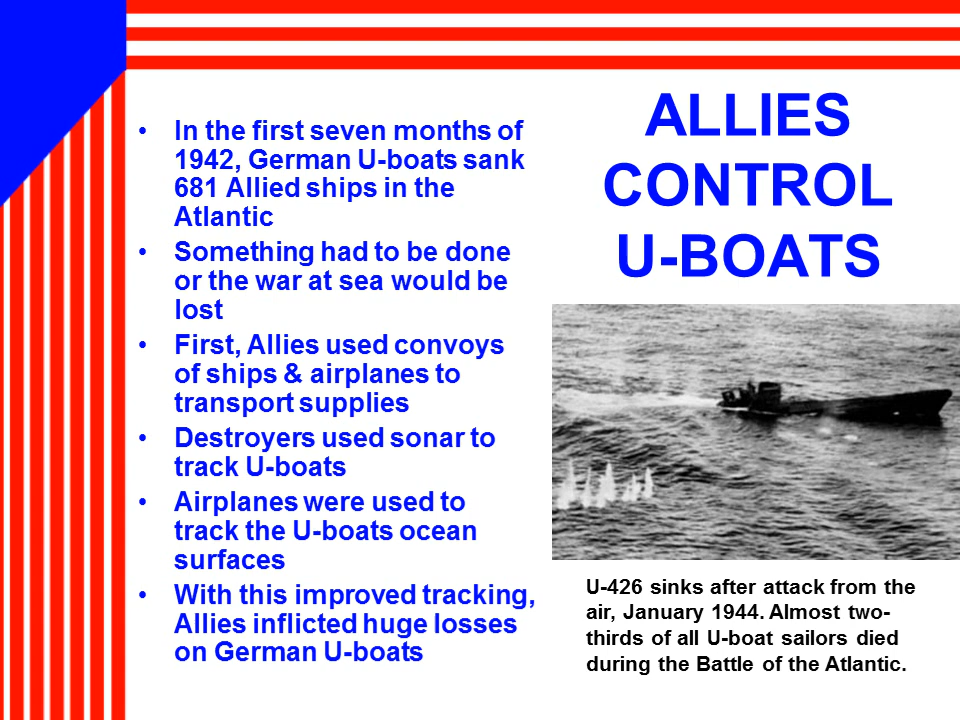 ALLIES
CONTROL
U-BOATS
• In the first seven months of
1942, German U-boats sank
681 Allied ships in the
Atlantic
• Something had to be done
or the war at sea would be
lost
• First, Allies used convoys
of ships & airplanes to
transport supplies
• Destroyers used sonar to
track U-boats
• Airplanes were used to
track the U-boats ocean
surfaces
• With this improved tracking,
Allies inflicted huge losses
on German U-boats
U-426 sinks after attack from the
air, January 1944. Almost two-
thirds of all U-boat sailors died
during the Battle of the Atlantic.